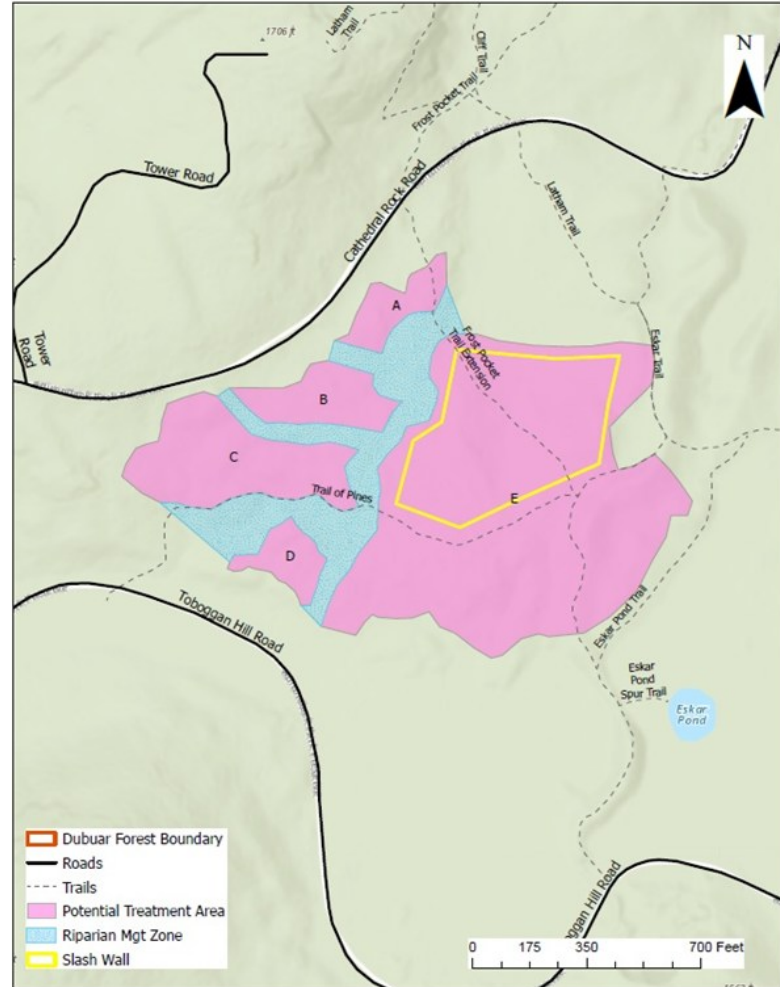 1706 ft
Latham
Trail
Cliff Trail
N
Frost Pocket Trail
Tower Road
Cathedral Rock Road
Latham Trail
A
Tower
Road
Frost Pocket
Trail Extension
Eskar Trail
B
C
Trail of Pines
E
D
Toboggan Hill Road
Eskar Pond Trail
Eskar
Pond
Spur Trail
Eskar
Pond
Dubuar Forest Boundary
Roads
Trails
Potential Treatment Area
Riparian Mgt Zone
Slash Wall
oggan Hill Road
0 175 350 700 Feet